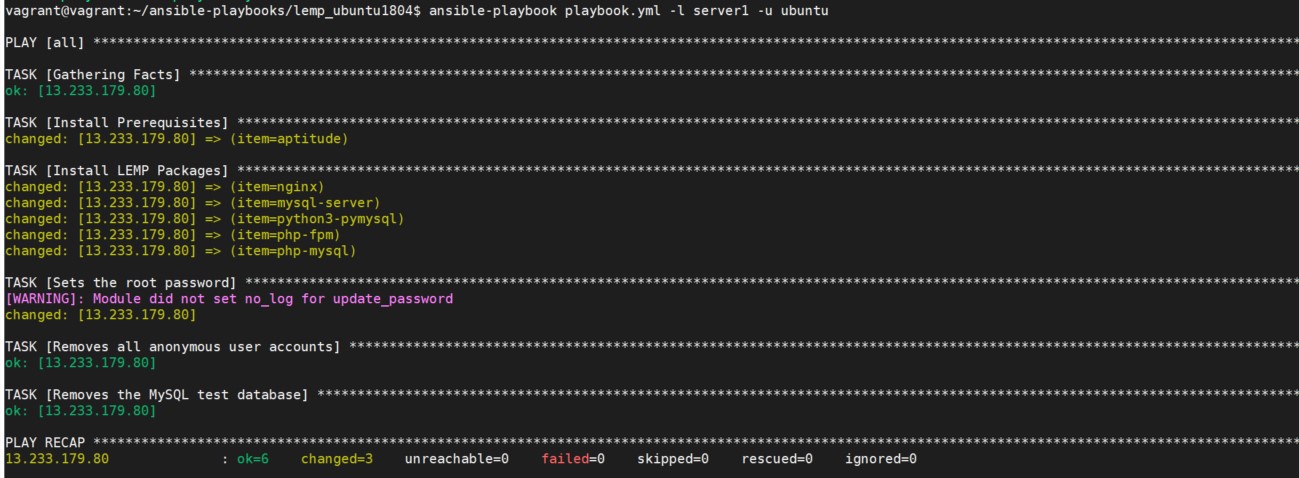 vagrant@vagrant:~/ansible-playbooks/lemp_ubuntu1804$ ansible-playbook playbook.yml -l server1 -u ubuntu
PLAY [all] ******************************************************************************************************************************************************
TASK [Gathering Facts] ******************************************************************************************************************************************
ok: [13.233.179.80]
TASK [Install Prerequisites] ************************************************************************************************************************************
changed: [13.233.179.80] => (item=aptitude)
TASK [Install LEMP Packages] ************************************************************************************************************************************
changed: [13.233.179.80] => (item=nginx)
changed: [13.233.179.80] => (item=mysql-server)
changed: [13.233.179.80] => (item=python3-pymysql)
changed: [13.233.179.80] => (item=php-fpm)
changed: [13.233.179.80] => (item=php-mysql)
TASK [Sets the root password] ***********************************************************************************************************************************
[WARNING]: Module did not set no_log for update_password
changed: [13.233.179.80]
TASK [Removes all anonymous user accounts] **********************************************************************************************************************
ok: [13.233.179.80]
TASK [Removes the MySQL test database] **************************************************************************************************************************
ok: [13.233.179.80]
PLAY RECAP ******************************************************************************************************************************************************
13.233.179.80              : ok=6    changed=3    unreachable=0    failed=0    skipped=0    rescued=0    ignored=0